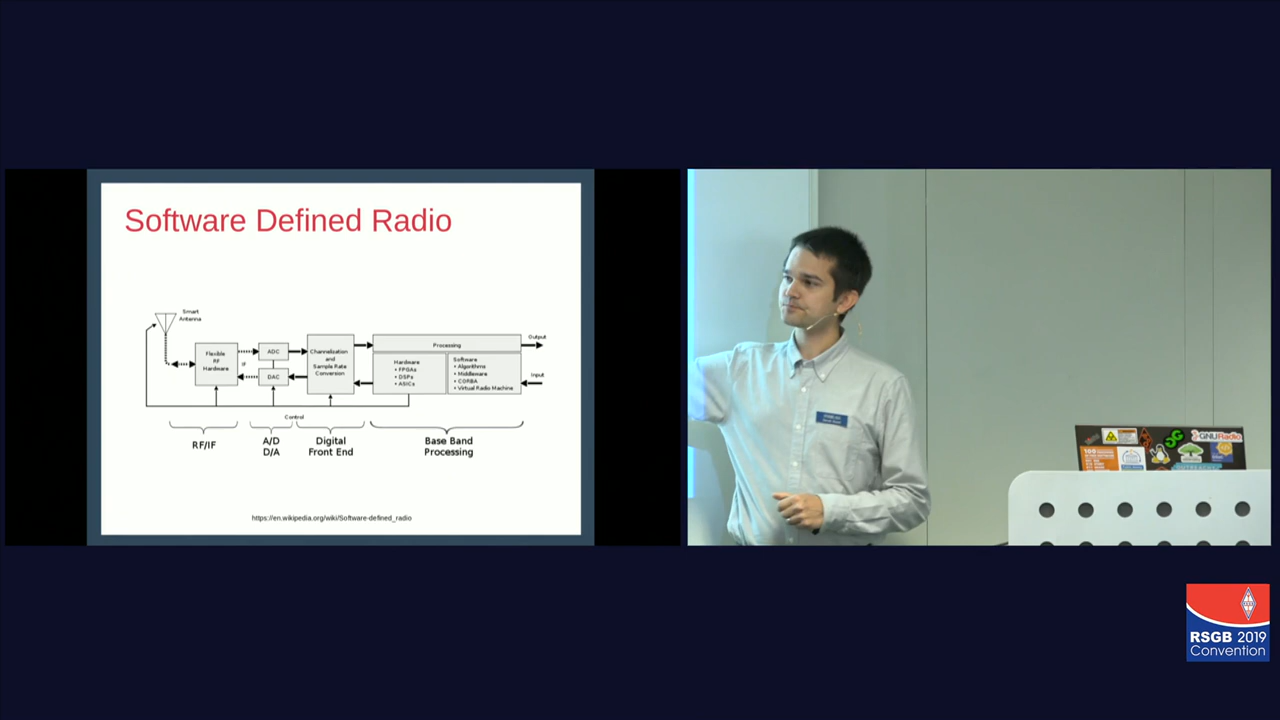 Software Defined Radio
Smart
Antenna
Flexible
RF
Hardware
IF
ADC
DAC
Channelization
and
Sample Rate
Conversion
Processing
Hardware
• FPGAs
• DSPs
• ASICs
Software
• Algorithms
• Middleware
• CORBA
• Virtual Radio Machine
Output
Input
Control
RF/IF
A/D
D/A
Digital
Front End
Base Band
Processing
https://en.wikipedia.org/wiki/Software-defined_radio
GNURadio
OUTREACHY
RSGB 2019
Convention